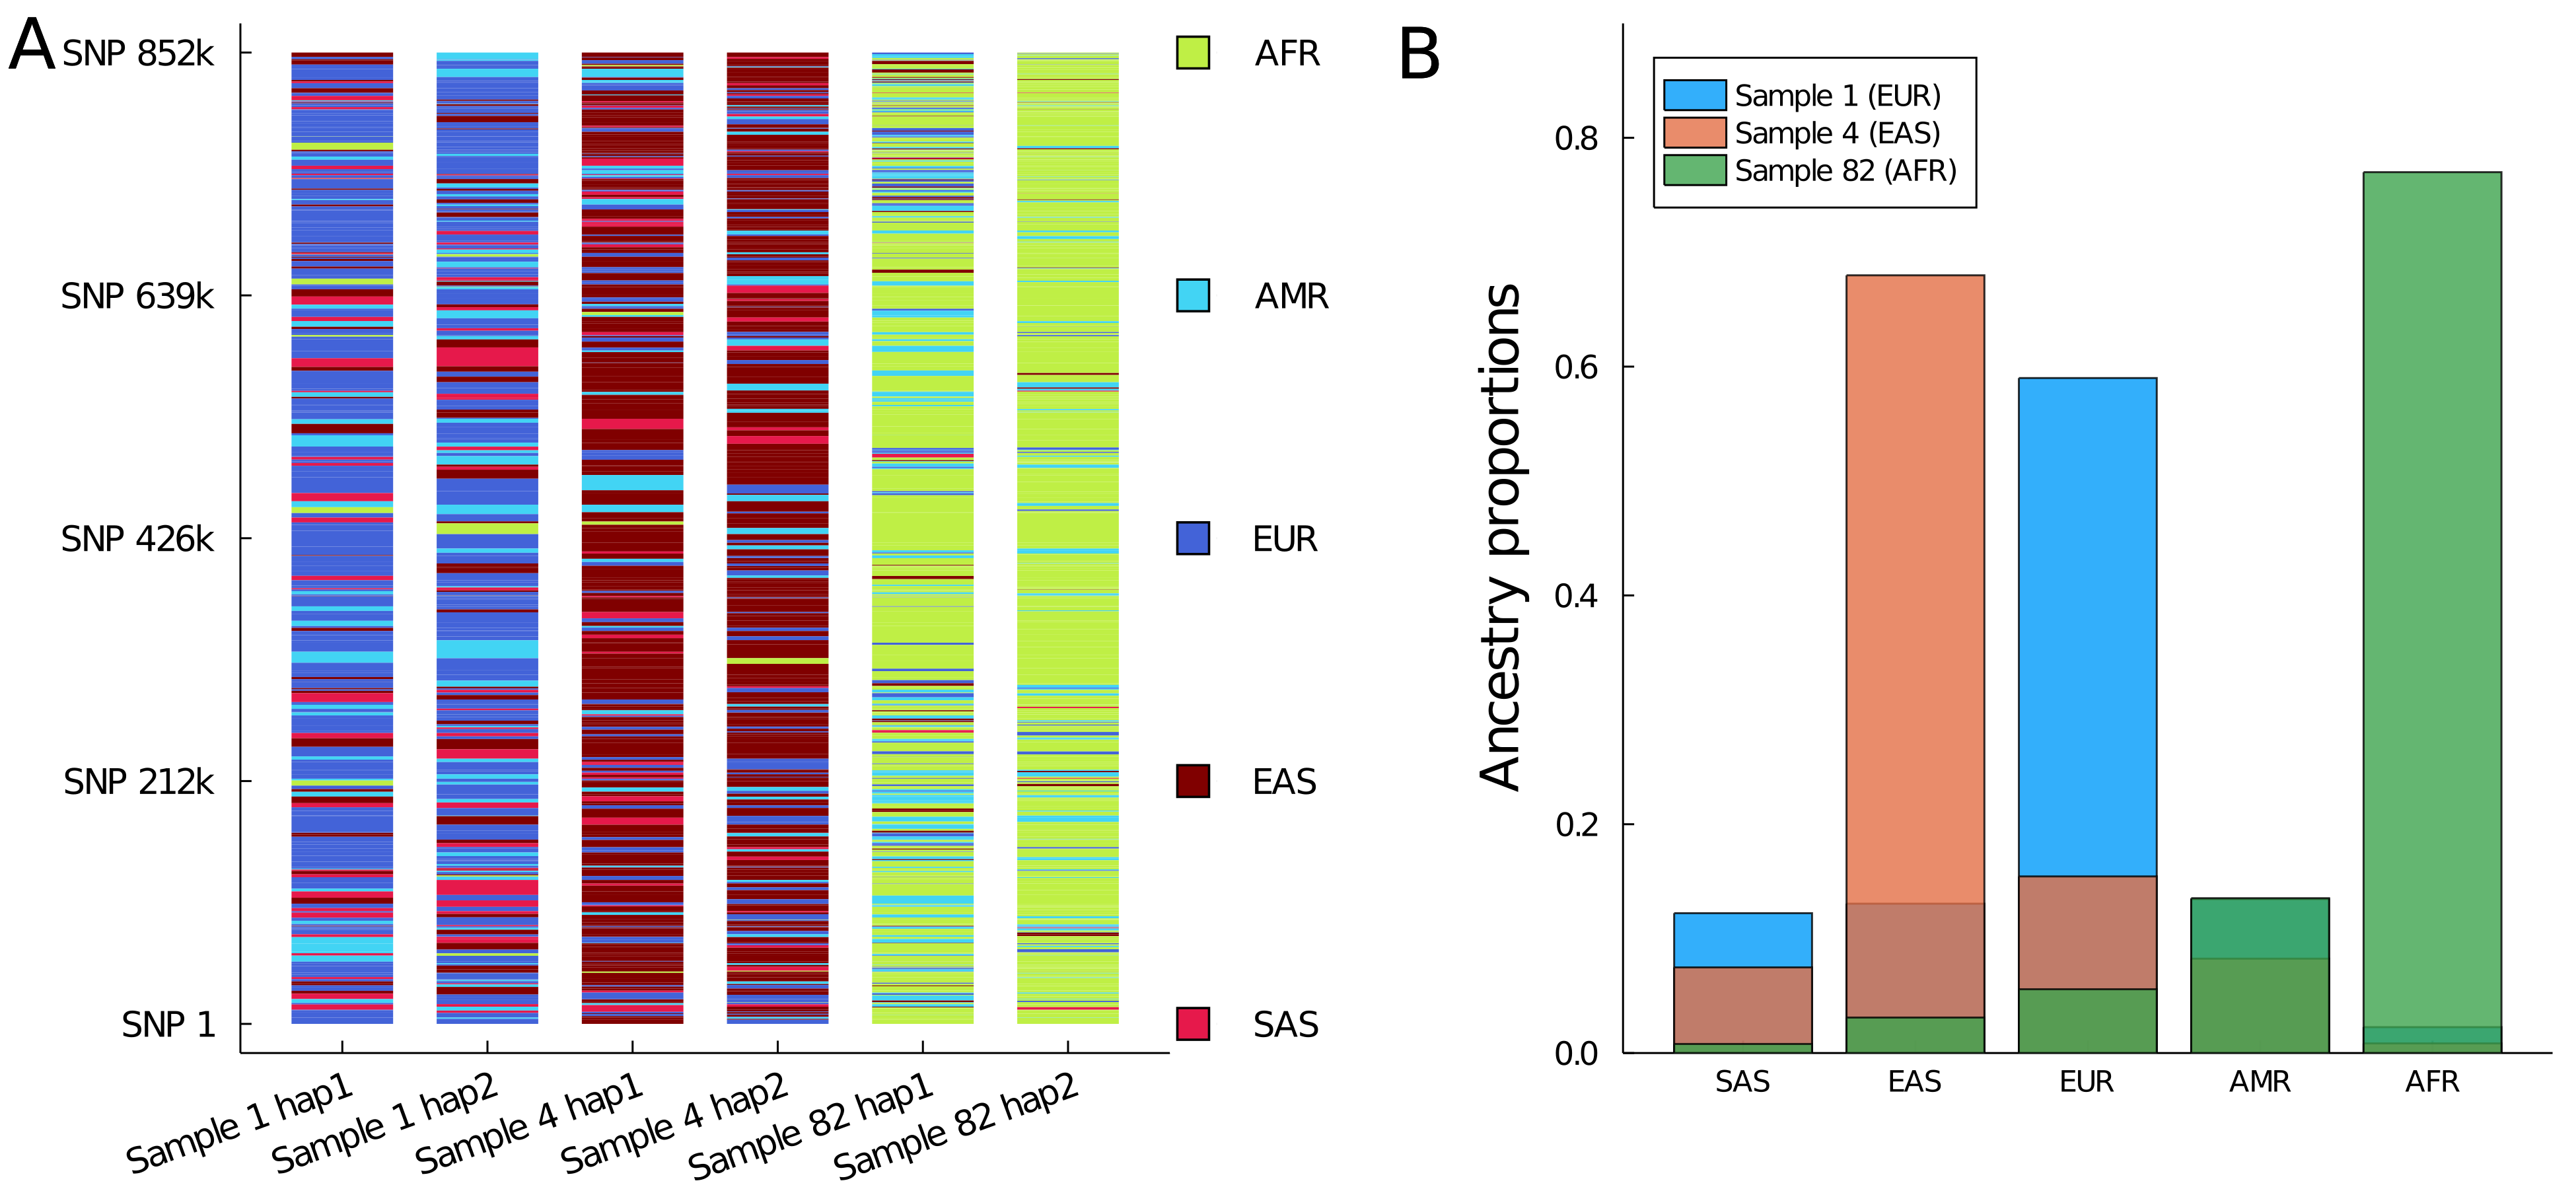 A
SNP 852k
SNP 639k
SNP 426k
SNP 212k
SNP 1
Sample 1 hap1
Sample 1 hap2
Sample 4 hap1
Sample 4 hap2
Sample 82 hap1
Sample 82 hap2
AFR
AMR
EUR
EAS
SAS
B
Sample 1 (EUR)
Sample 4 (EAS)
Sample 82 (AFR)
Ancestry proportions
0.8
0.6
0.4
0.2
0.0
SAS
EAS
EUR
AMR
AFR